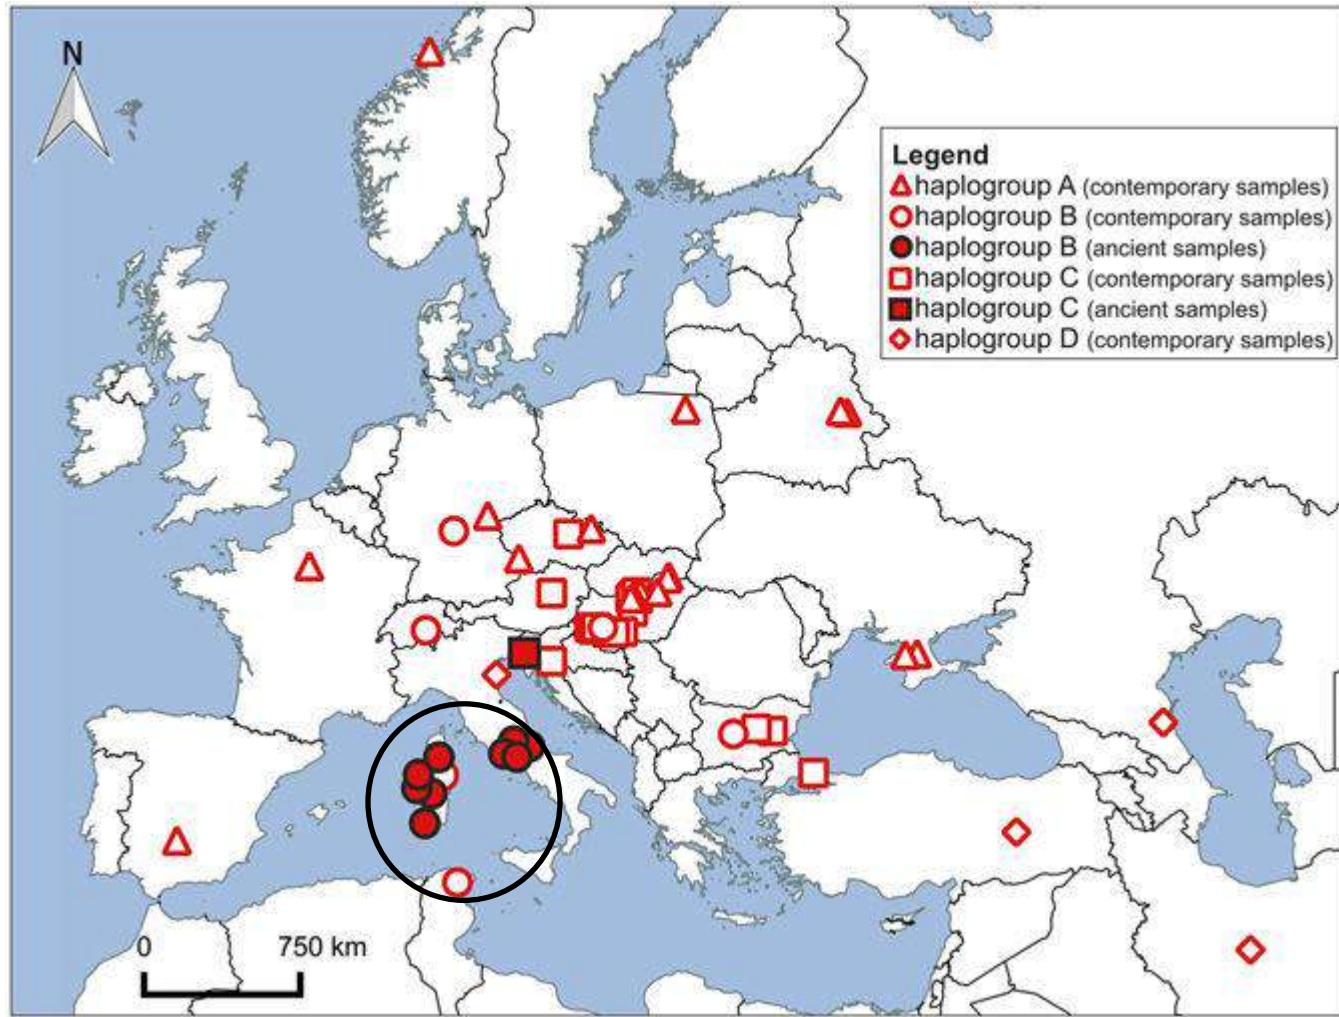 N
Legend
haplogroup A (contemporary samples)
haplogroup B (contemporary samples)
haplogroup B (ancient samples)
haplogroup C (contemporary samples)
haplogroup C (ancient samples)
haplogroup D (contemporary samples)
0 750 km